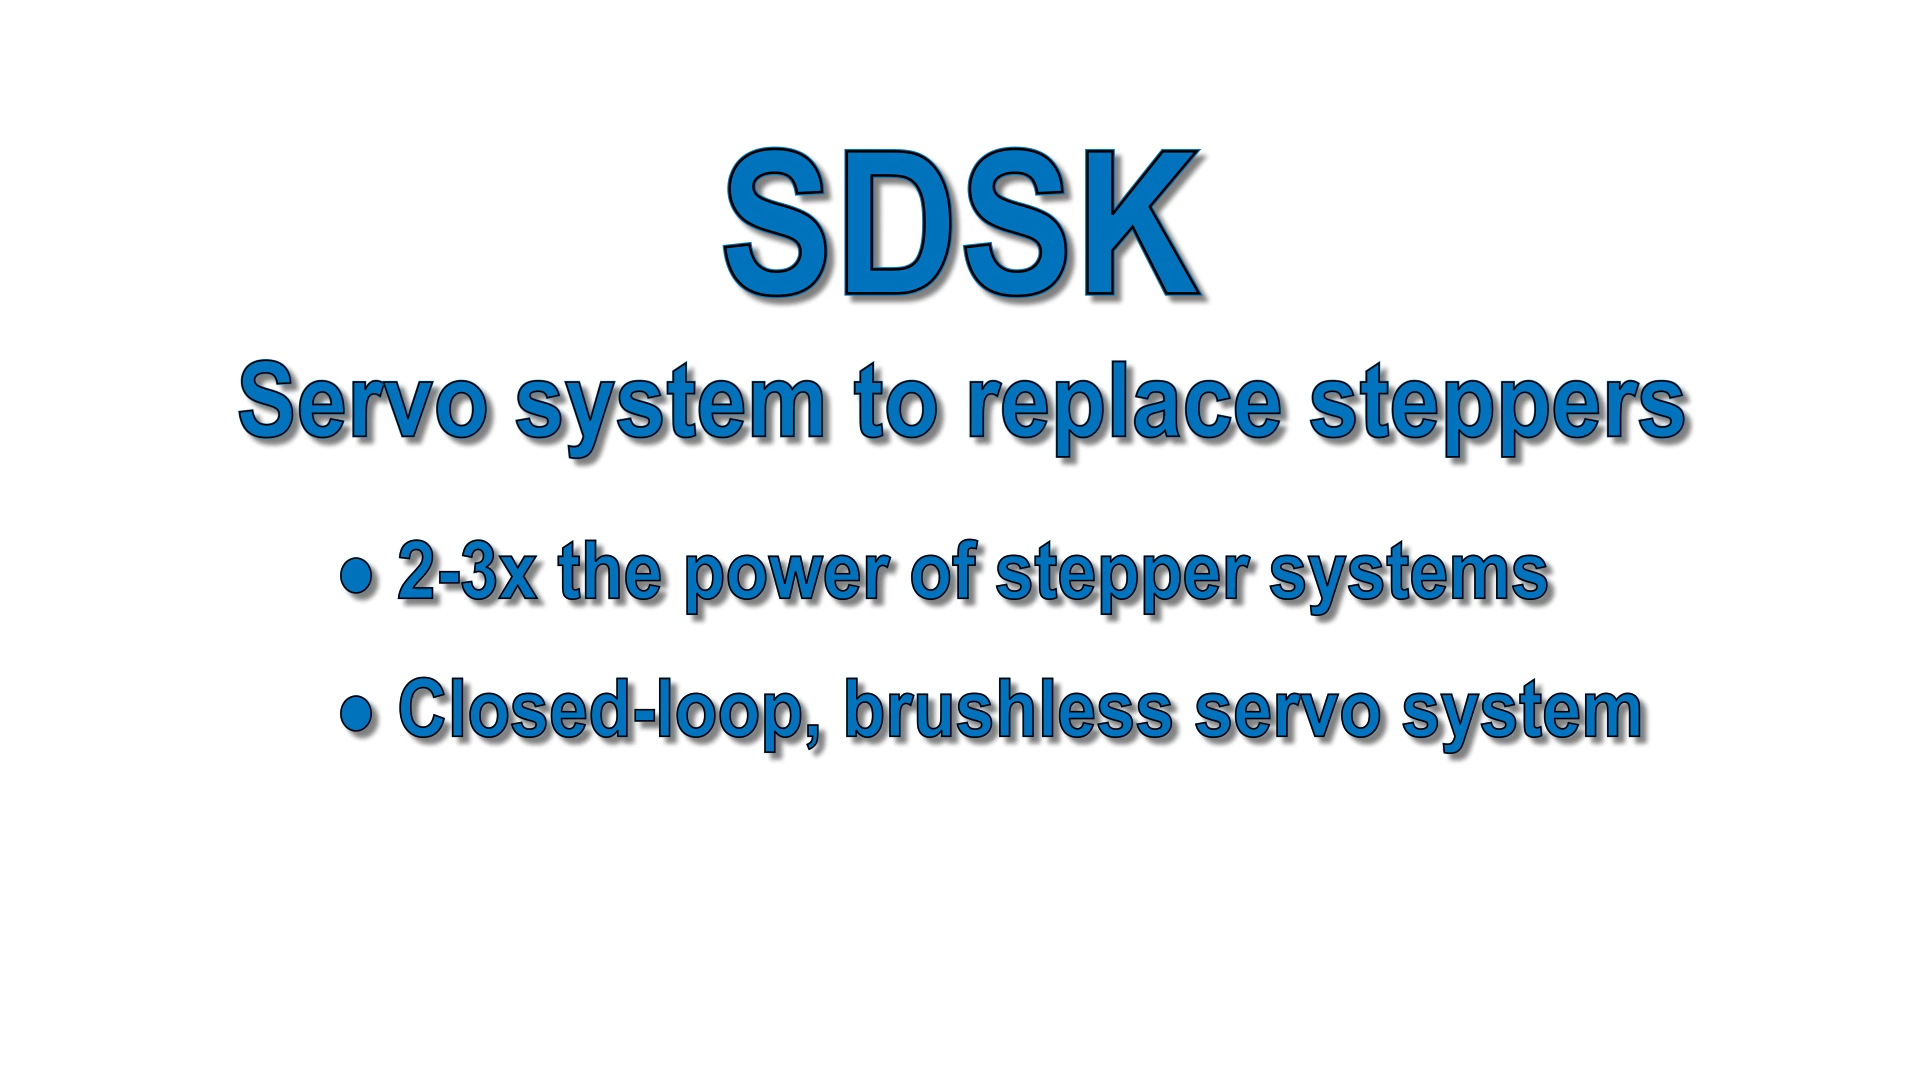 SDSK
Servo system to replace steppers
● 2-3x the power of stepper systems
● Closed-loop, brushless servo system